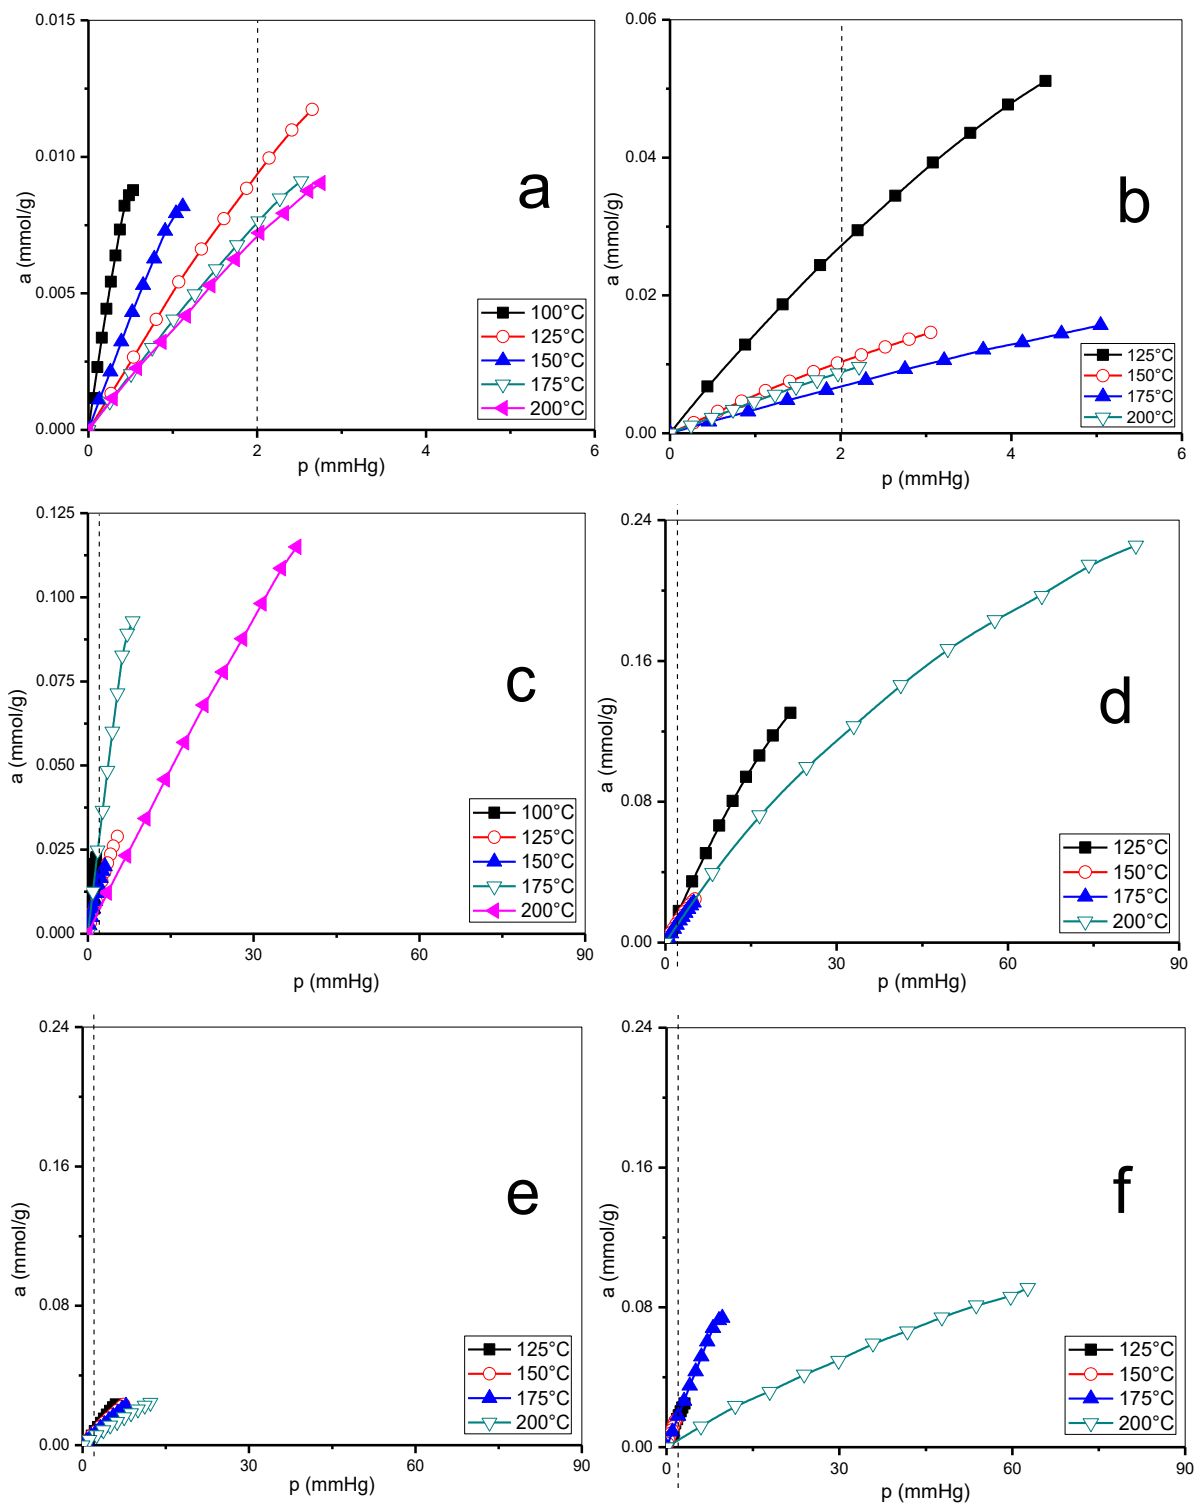 0.015
0.010
0.005
0.000
a (mmol/g)
a
100°C
125°C
150°C
175°C
200°C
0 2 4 6
p (mmHg)
0.06
0.04
0.02
0.00
a (mmol/g)
b
125°C
150°C
175°C
200°C
0 2 4 6
p (mmHg)
0.125
0.100
0.075
0.050
0.025
0.000
a (mmol/g)
c
100°C
125°C
150°C
175°C
200°C
0 30 60 90
p (mmHg)
0.24
0.16
0.08
0.00
a (mmol/g)
d
125°C
150°C
175°C
200°C
0 30 60 90
p (mmHg)
0.24
0.16
0.08
0.00
a (mmol/g)
e
125°C
150°C
175°C
200°C
0 30 60 90
p (mmHg)
0.24
0.16
0.08
0.00
a (mmol/g)
f
125°C
150°C
175°C
200°C
0 30 60 90
p (mmHg)